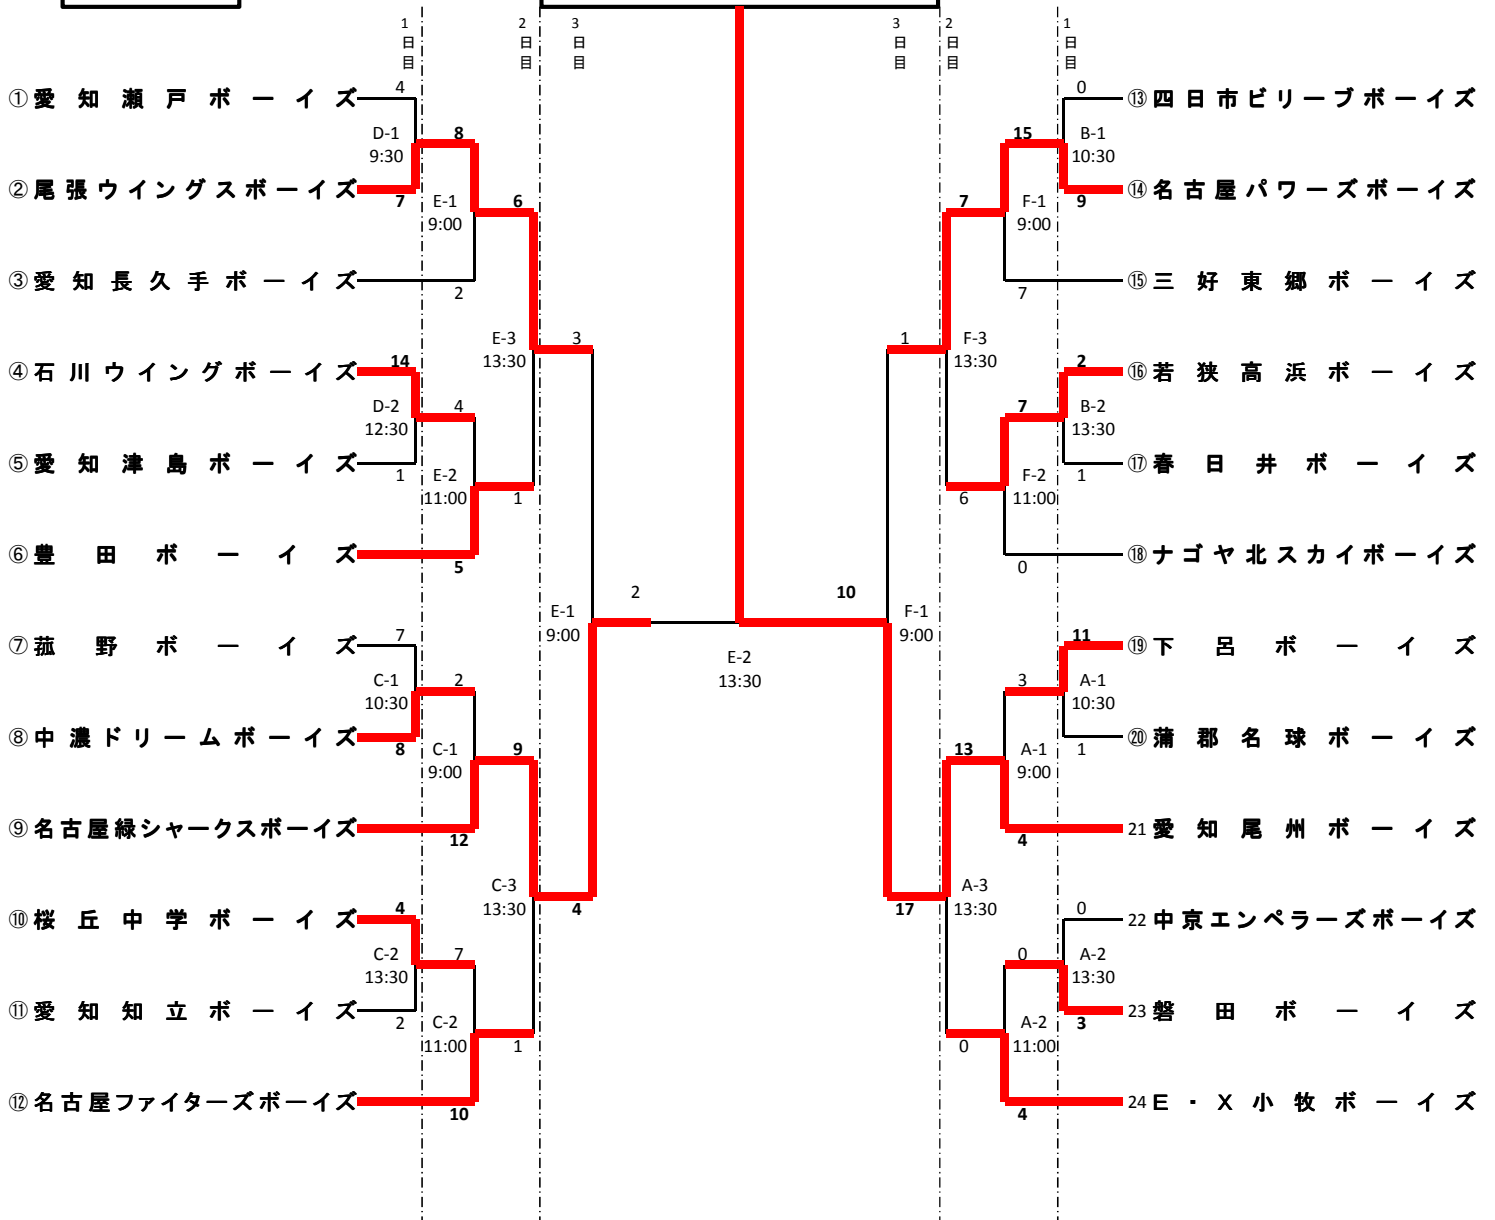 1日目
2日目
3日目
3日目
2日目
1日目
①愛知瀬戸ボーイズ
4
D-1
9:30
8
②尾張ウイングスボーイズ
7
E-1
9:00
6
③愛知長久手ボーイズ
2
E-3
13:30
3
④石川ウイングボーイズ
14
D-2
12:30
4
⑤愛知津島ボーイズ
1
E-2
11:00
1
⑥豊田ボーイズ
5
E-1
9:00
2
⑦菰野ボーイズ
7
C-1
10:30
2
⑧中濃ドリームボーイズ
8
C-1
9:00
9
⑨名古屋緑シャークスボーイズ
12
C-3
13:30
4
⑩桜丘中学ボーイズ
4
C-2
13:30
7
⑪愛知知立ボーイズ
2
C-2
11:00
1
⑫名古屋ファイターズボーイズ
10
E-2
13:30
0
⑬四日市ビリーブボーイズ
15
B-1
10:30
⑭名古屋パワーズボーイズ
9
7
F-1
9:00
⑮三好東郷ボーイズ
7
1
F-3
13:30
2
⑯若狭高浜ボーイズ
7
B-2
13:30
⑰春日井ボーイズ
1
6
F-2
11:00
⑱ナゴヤ北スカイボーイズ
0
10
F-1
9:00
11
⑲下呂ボーイズ
3
A-1
10:30
⑳蒲郡名球ボーイズ
1
13
A-1
9:00
21愛知尾州ボーイズ
4
17
A-3
13:30
0
22中京エンペラーズボーイズ
0
A-2
13:30
23磐田ボーイズ
3
0
A-2
11:00
24E・X小牧ボーイズ
4